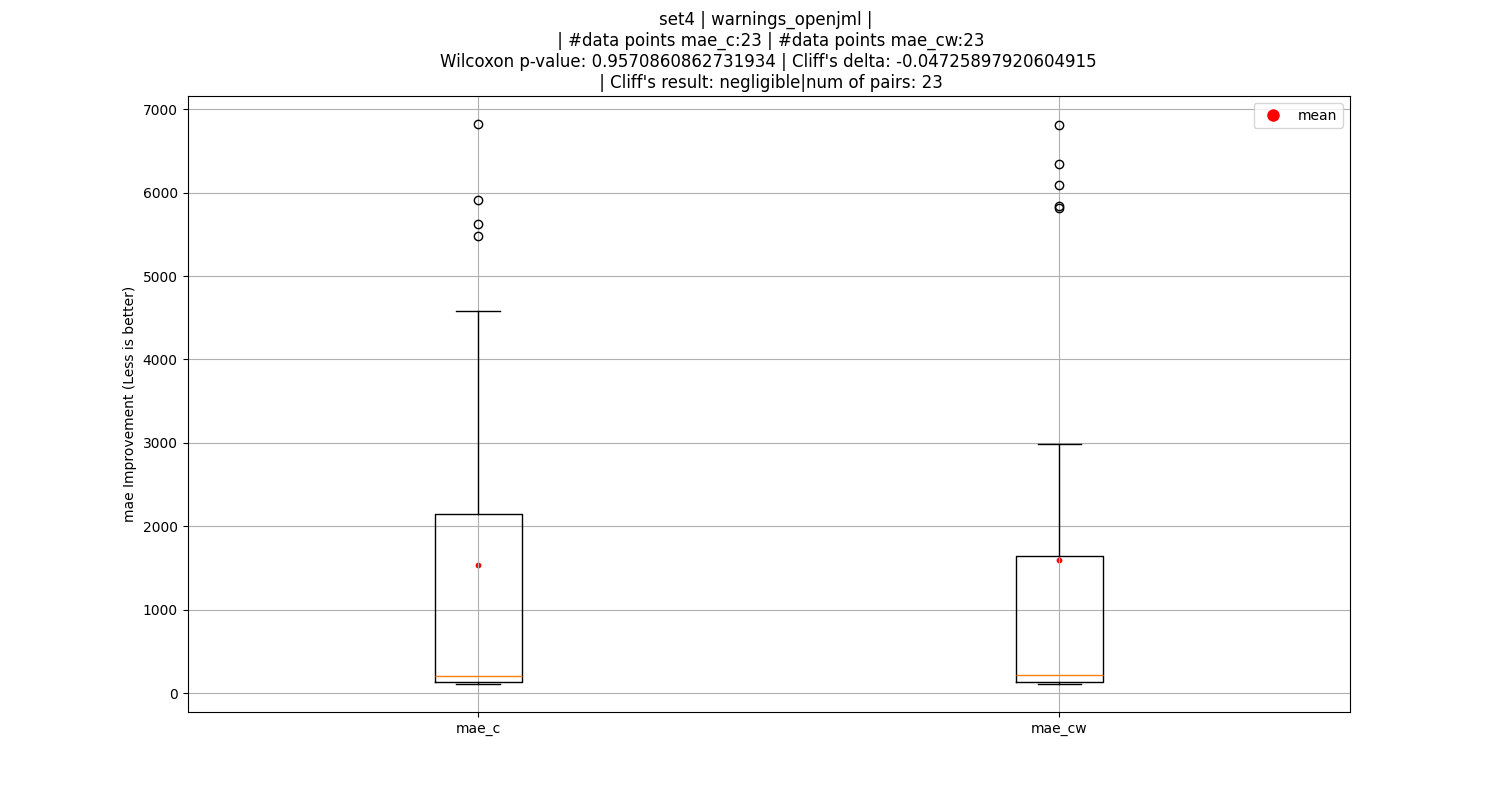 set4 | warnings_openjml |
| #data points mae_c:23 | #data points mae_cw:23
Wilcoxon p-value: 0.9570860862731934 | Cliff's delta: -0.04725897920604915
| Cliff's result: negligible|num of pairs: 23
mean
mae Improvement (Less is better)
7000
6000
5000
4000
3000
2000
1000
0
mae_c
mae_cw